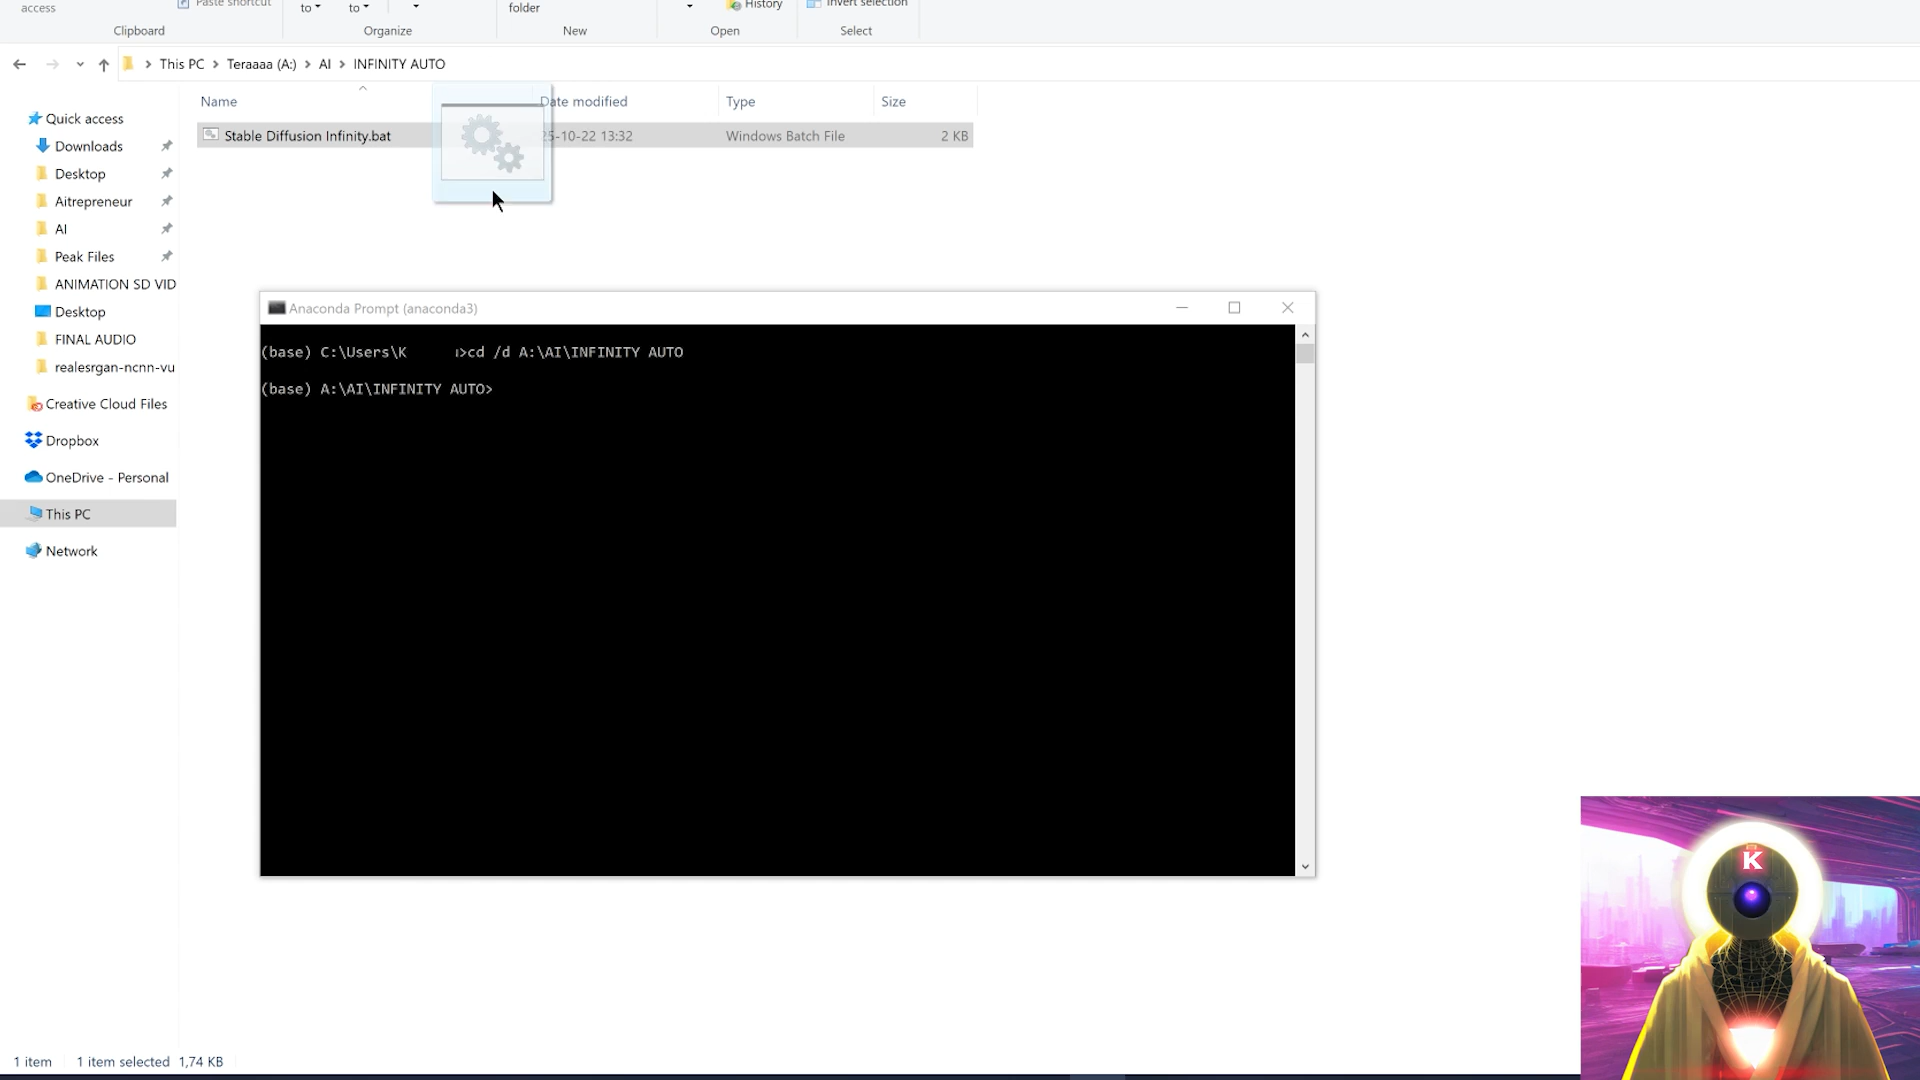 access
Paste shortcut
to
to
folder
History
Invert selection
Clipboard
Organize
New
Open
Select
This PC > Teraaaa (A:) > AI > INFINITY AUTO
Name
Date modified
Type
Size
Stable Diffusion Infinity.bat
25-10-22 13:32
Windows Batch File
2 KB
Quick access
Downloads
Desktop
Aitrepreneur
AI
Peak Files
ANIMATION SD VID
Desktop
FINAL AUDIO
realesrgan-ncnn-vu
Creative Cloud Files
Dropbox
OneDrive - Personal
This PC
Network
Anaconda Prompt (anaconda3)
(base) C:\Users\K >cd /d A:\AI\INFINITY AUTO
(base) A:\AI\INFINITY AUTO>
K
1 item
1 item selected 1,74 KB